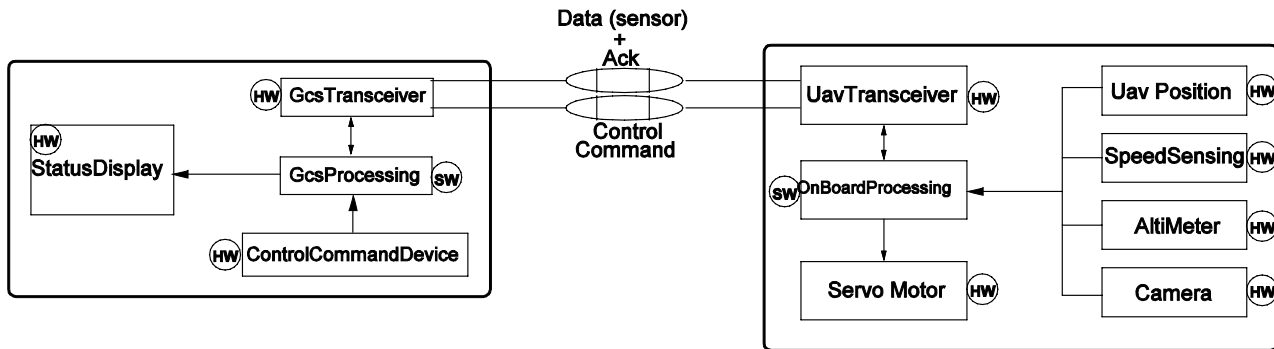 Data (sensor)
+
Ack
Control
Command
HW
GcsTransceiver
HW
StatusDisplay
GcsProcessing
SW
HW
ControlCommandDevice
UavTransceiver
HW
SW
OnBoardProcessing
Servo Motor
HW
Uav Position
HW
SpeedSensing
HW
AltiMeter
HW
Camera
HW